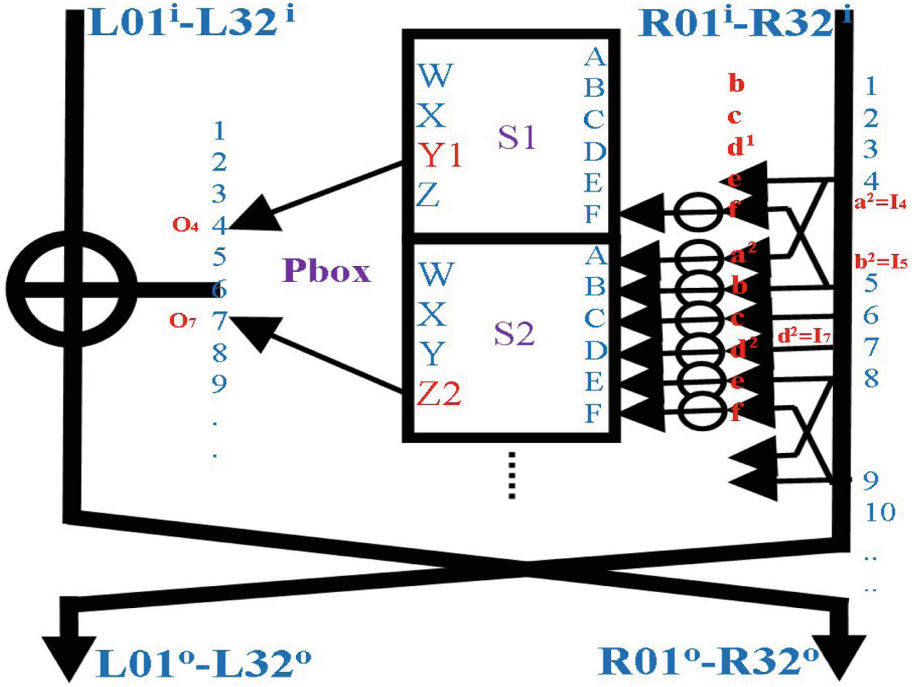 L01ⁱ-L32ⁱ
R01ⁱ-R32ⁱ
1
2
3
O₄ 4
5
6
O₇ 7
8
9
.
.
Pbox
W
X
Y1
Z
S1
A
B
C
D
E
F
W
X
Y
Z2
S2
A
B
C
D
E
F
b
c
d¹
e
f
a²
b
c
d²
e
f
1
2
3
4
a²=I₄
b²=I₅
5
6
d²=I₇
7
8
9
10
..
..
L01ᵒ-L32ᵒ
R01ᵒ-R32ᵒ